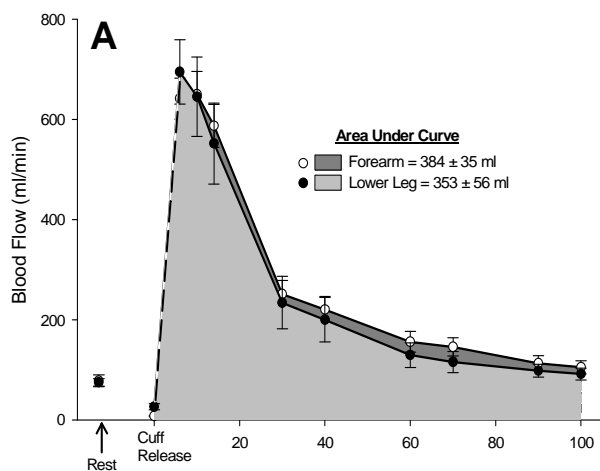 A
800
600
400
200
0
Blood Flow (ml/min)
Area Under Curve
Forearm = 384 ± 35 ml
Lower Leg = 353 ± 56 ml
Rest
Cuff
Release
20
40
60
80
100